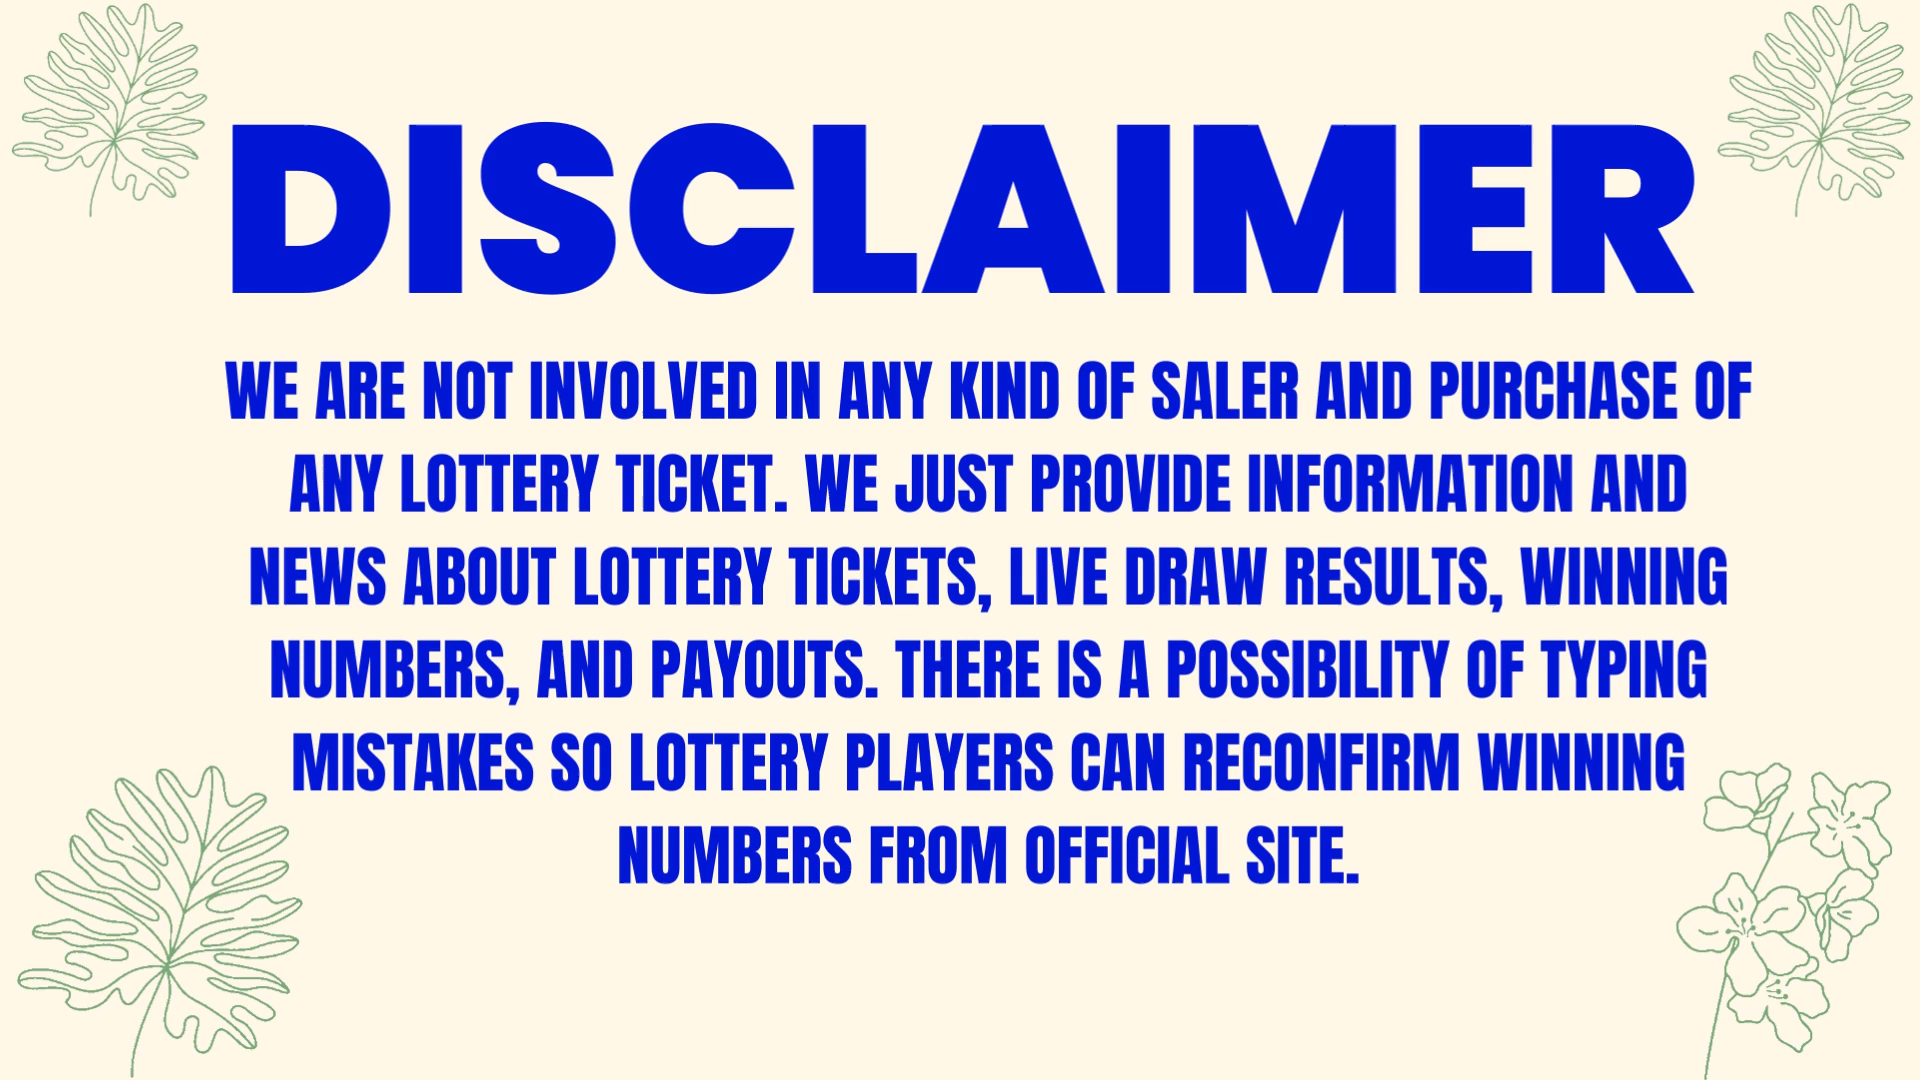 DISCLAIMER
WE ARE NOT INVOLVED IN ANY KIND OF SALER AND PURCHASE OF
ANY LOTTERY TICKET. WE JUST PROVIDE INFORMATION AND
NEWS ABOUT LOTTERY TICKETS, LIVE DRAW RESULTS, WINNING
NUMBERS, AND PAYOUTS. THERE IS A POSSIBILITY OF TYPING
MISTAKES SO LOTTERY PLAYERS CAN RECONFIRM WINNING
NUMBERS FROM OFFICIAL SITE.